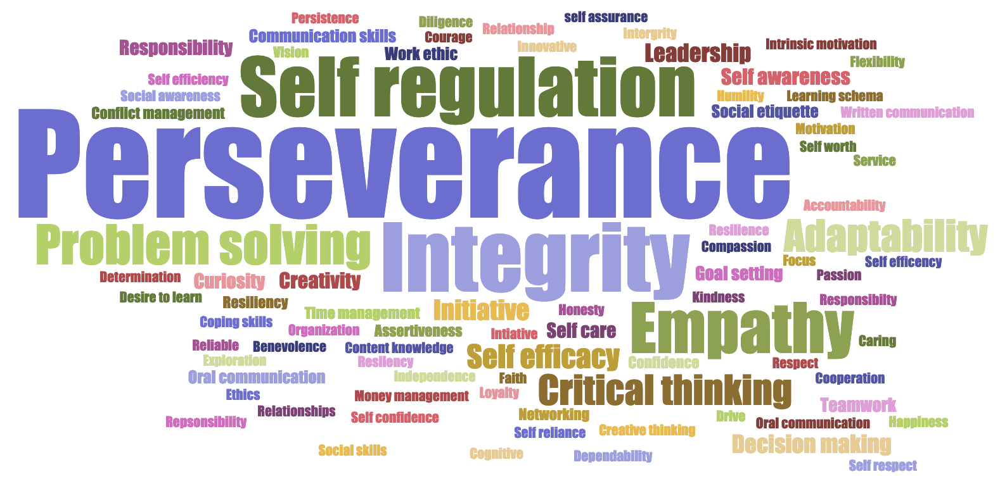 Persistence
Diligence
Relationship
self assurance
Intergrity
Communication skills
Courage
Responsibility
Vision
Work ethic
Innovative
Leadership
Intrinsic motivation
Flexibility
Self regulation
Self efficiency
Self awareness
Social awareness
Humility
Learning schema
Conflict management
Social etiquette
Written communication
Motivation
Self worth
Service
Perseverance
Accountability
Problem solving
Integrity
Resilience
Adaptability
Compassion
Focus
Self efficency
Determination
Curiosity
Creativity
Goal setting
Passion
Desire to learn
Resiliency
Kindness
Responsibilty
Time management
Initiative
Honesty
Empathy
Coping skills
Organization
Assertiveness
Intiative
Self care
Caring
Reliable
Benevolence
Content knowledge
Self efficacy
Exploration
Resliency
Confidence
Respect
Oral communication
Independence
Faith
Cooperation
Ethics
Money management
Loyalty
Critical thinking
Teamwork
Relationships
Self confidence
Networking
Drive
Oral communication
Happiness
Repsonsibility
Self reliance
Creative thinking
Decision making
Social skills
Cognitive
Dependability
Self respect